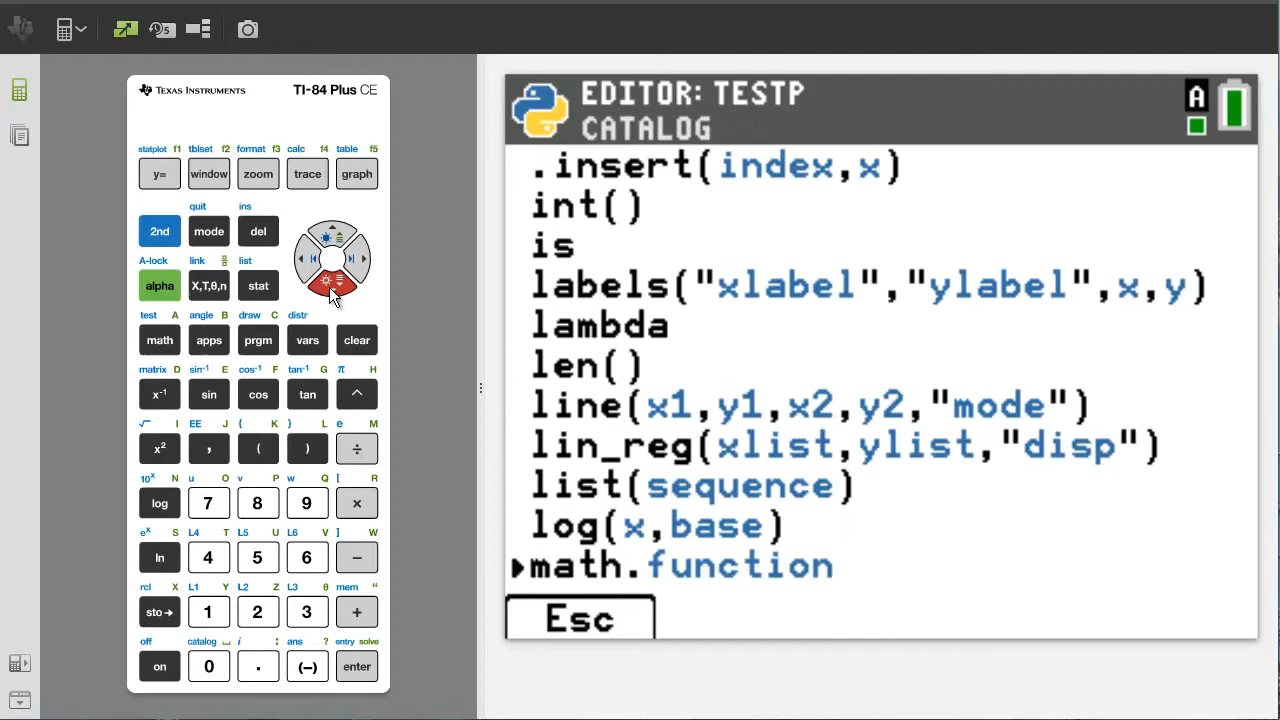 TEXAS INSTRUMENTS TI-84 Plus CE
statplot f1 tblset f2 format f3 calc f4 table f5
y= window zoom trace graph
quit ins
2nd mode del
A-lock link list
alpha X,T,θ,n stat
test A angle B draw C distr
math apps prgm vars clear
matrix D sin⁻¹ E cos⁻¹ F tan⁻¹ G π H
x⁻¹ sin cos tan ^
√ I EE J { K } L e M
x² , ( ) ÷
10ˣ N u O v P w Q [ R
log 7 8 9 ×
eˣ S L4 T L5 U L6 V ] W
ln 4 5 6 −
rcl X L1 Y L2 Z L3 θ mem "
sto→ 1 2 3 +
off catalog ⎵ i : ans ? entry solve
on 0 . (−) enter
EDITOR: TESTP
CATALOG
A
.insert(index,x)
int()
is
labels("xlabel","ylabel",x,y)
lambda
len()
line(x1,y1,x2,y2,"mode")
lin_reg(xlist,ylist,"disp")
list(sequence)
log(x,base)
▸math.function
Esc